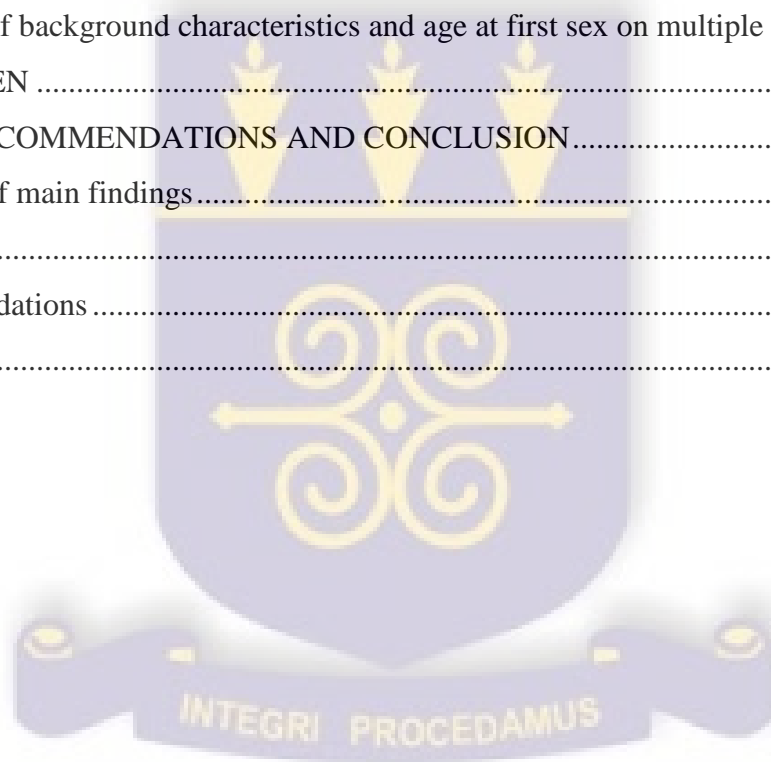 f background characteristics and age at first sex on multiple
EN ........................................................................................................
COMMENDATIONS AND CONCLUSION............................
f main findings..............................................................................
........................................................................................................
dations ..........................................................................................
........................................................................................................
INTEGRI PROCEDAMUS